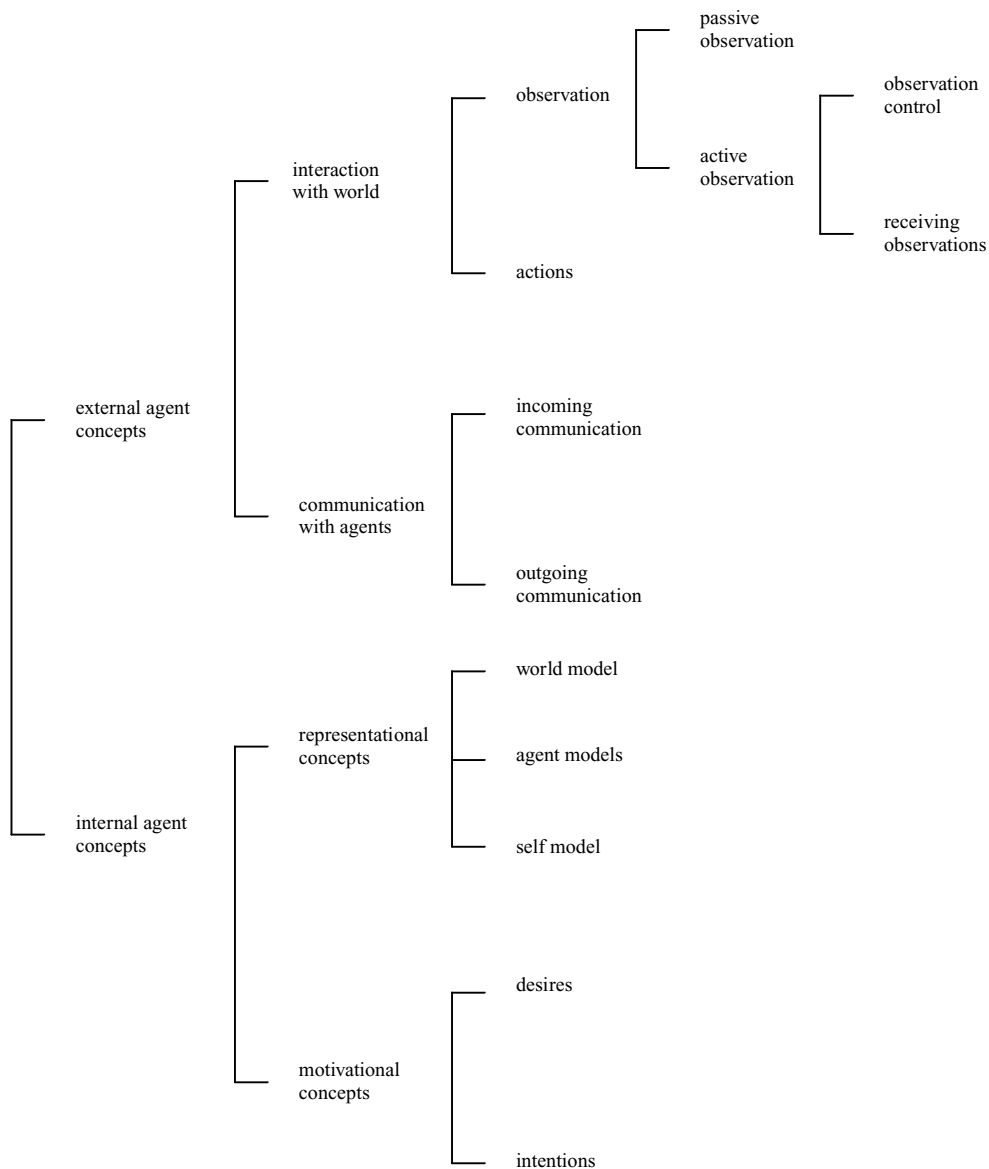 passive
observation
observation
observation
control
active
observation
interaction
with world
receiving
observations
actions
external agent
concepts
incoming
communication
communication
with agents
outgoing
communication
world model
representational
concepts
agent models
internal agent
concepts
self model
desires
motivational
concepts
intentions